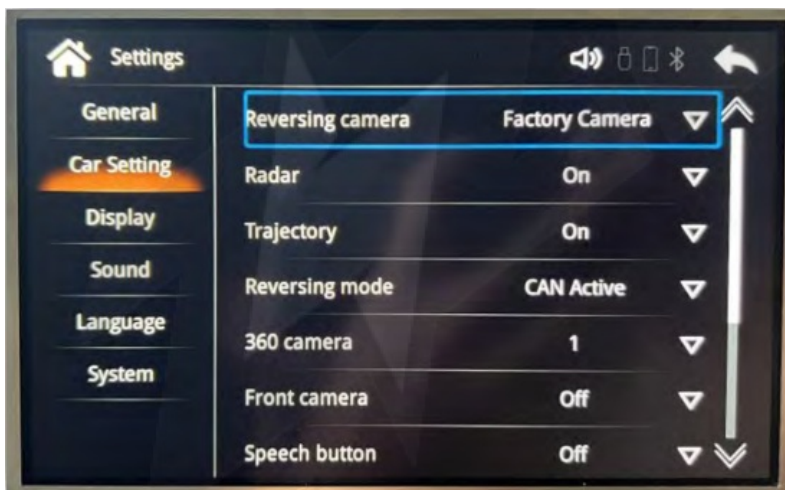 Settings
General
Car Setting
Display
Sound
Language
System
Reversing camera Factory Camera
Radar On
Trajectory On
Reversing mode CAN Active
360 camera 1
Front camera Off
Speech button Off